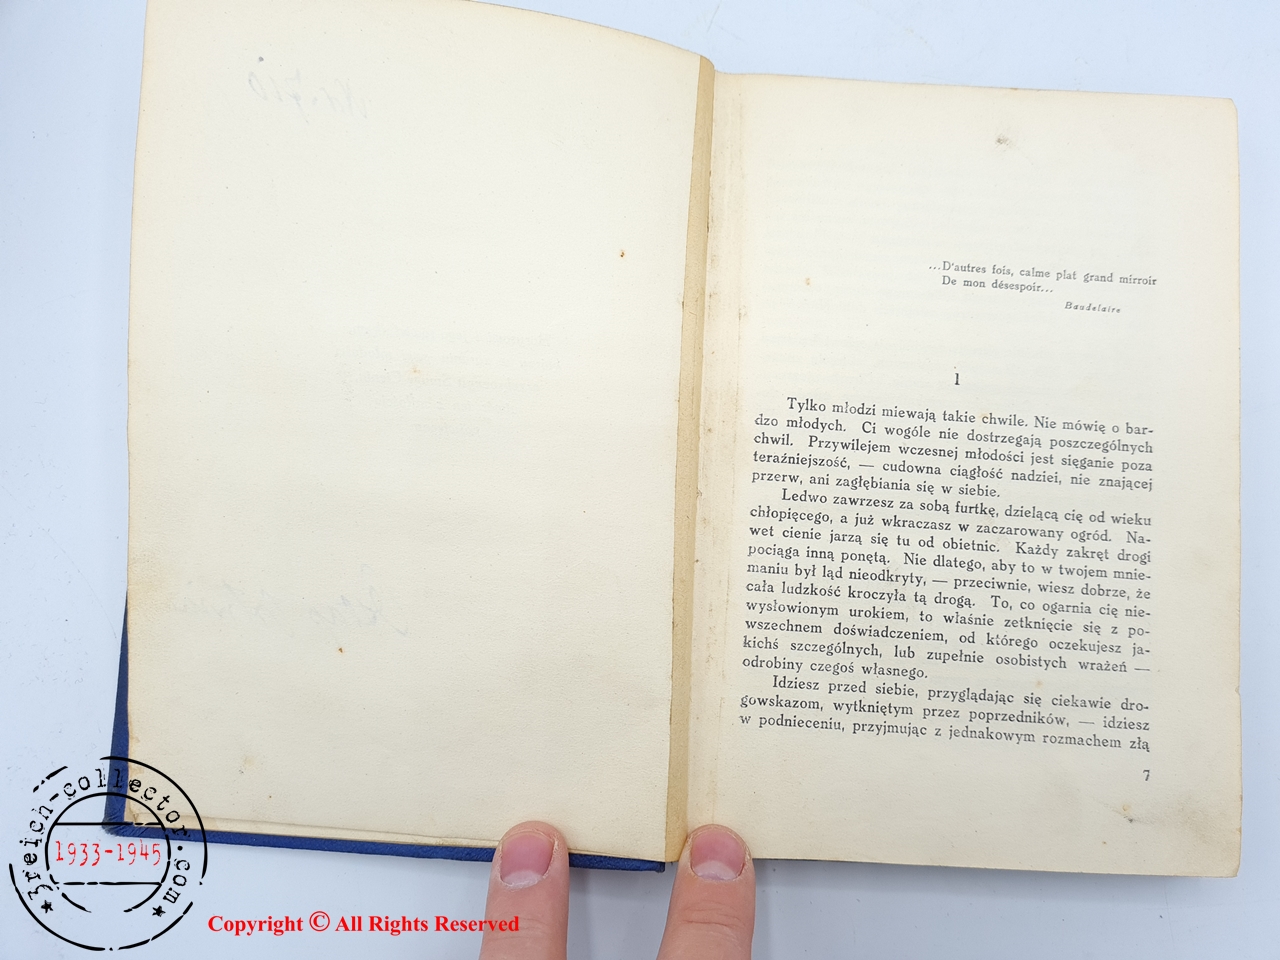 ...D'autres fois, calme plat grand mirroir
De mon désespoir...
Baudelaire
1
Tylko młodzi miewają takie chwile. Nie mówię o bar-
dzo młodych. Ci wogóle nie dostrzegają poszczególnych
chwil. Przywilejem wczesnej młodości jest sięganie poza
teraźniejszość, — cudowna ciągłość nadziei, nie znającej
przerw, ani zagłębiania się w siebie.
Ledwo zawrzesz za sobą furtkę, dzielącą cię od wieku
chłopięcego, a już wkraczasz w zaczarowany ogród. Na-
wet cienie jarzą się tu od obietnic. Każdy zakręt drogi
pociąga inną ponętą. Nie dlatego, aby to w twojem mnie-
maniu był ląd nieodkryty, — przeciwnie, wiesz dobrze, że
cała ludzkość kroczyła tą drogą. To, co ogarnia cię nie-
wysłowionym urokiem, to właśnie zetknięcie się z po-
wszechnem doświadczeniem, od którego oczekujesz ja-
kichś szczególnych, lub zupełnie osobistych wrażeń —
odrobiny czegoś własnego.
Idziesz przed siebie, przyglądając się ciekawie dro-
gowskazom, wytkniętym przez poprzedników, — idziesz
w podnieceniu, przyjmując z jednakowym rozmachem złą
7
3reich-collector.com
1933-1945
Copyright © All Rights Reserved